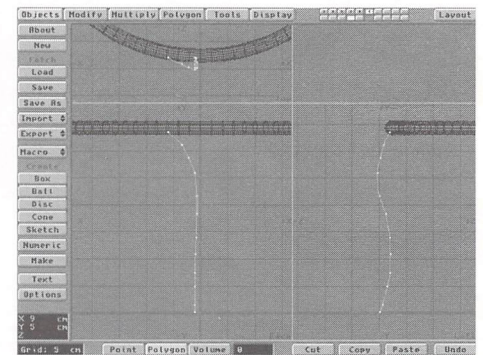 Objects Modify Multiply Polygon Tools Display Layout
About
New
Load
Save
Save As
Import
Export
Macro
Create
Box
Ball
Disc
Cone
Sketch
Numeric
Make
Text
Options
X 9 CM
Y 5 CM
Z
Grid: 5 CM Point Polygon Volume 0 Cut Copy Paste Undo